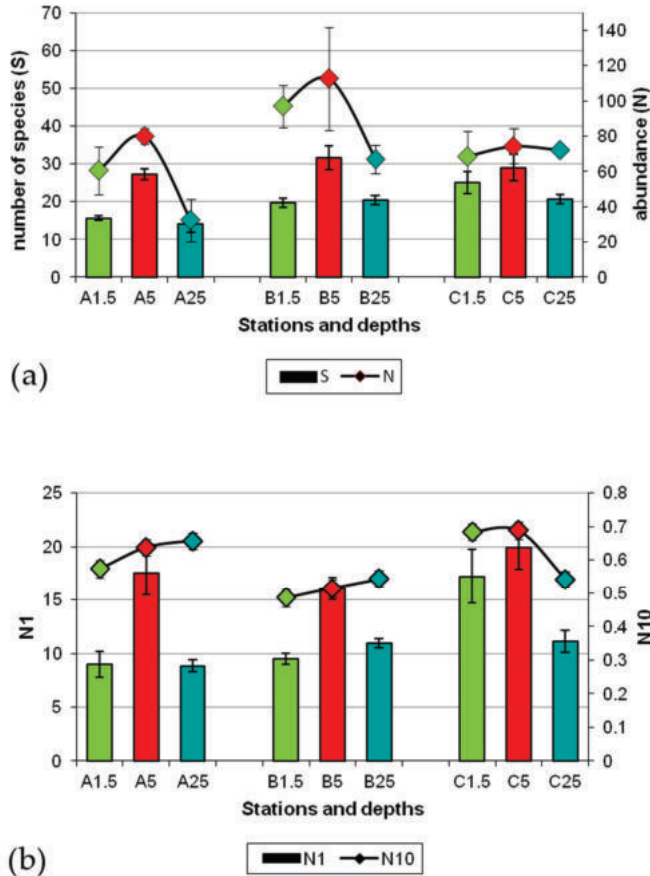 70
60
50
40
30
20
10
0
number of species (S)
140
120
100
80
60
40
20
0
abundance (N)
A1.5 A5 A25 B1.5 B5 B25 C1.5 C5 C25
Stations and depths
(a)
S N
25
20
15
10
5
0
N1
0.8
0.7
0.6
0.5
0.4
0.3
0.2
0.1
0
N10
A1.5 A5 A25 B1.5 B5 B25 C1.5 C5 C25
Stations and depths
(b)
N1 N10